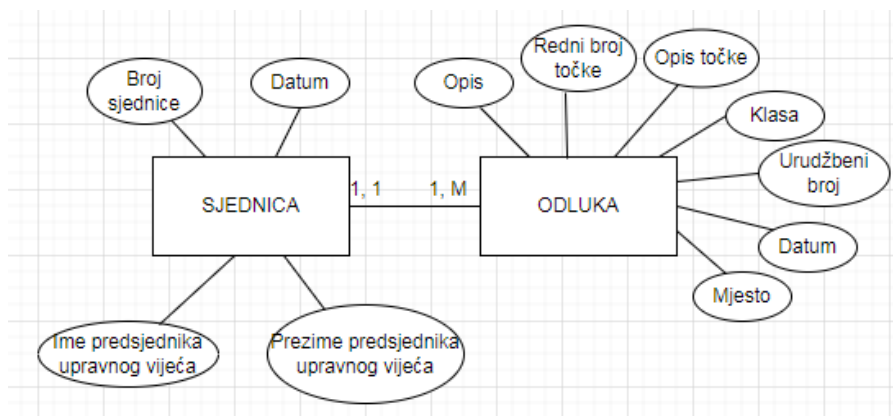 Broj
sjednice
Datum
Opis
Redni broj
točke
Opis točke
Klasa
Urudžbeni
broj
SJEDNICA
1, 1
1, M
ODLUKA
Datum
Mjesto
Ime predsjednika
upravnog vijeća
Prezime predsjednika
upravnog vijeća